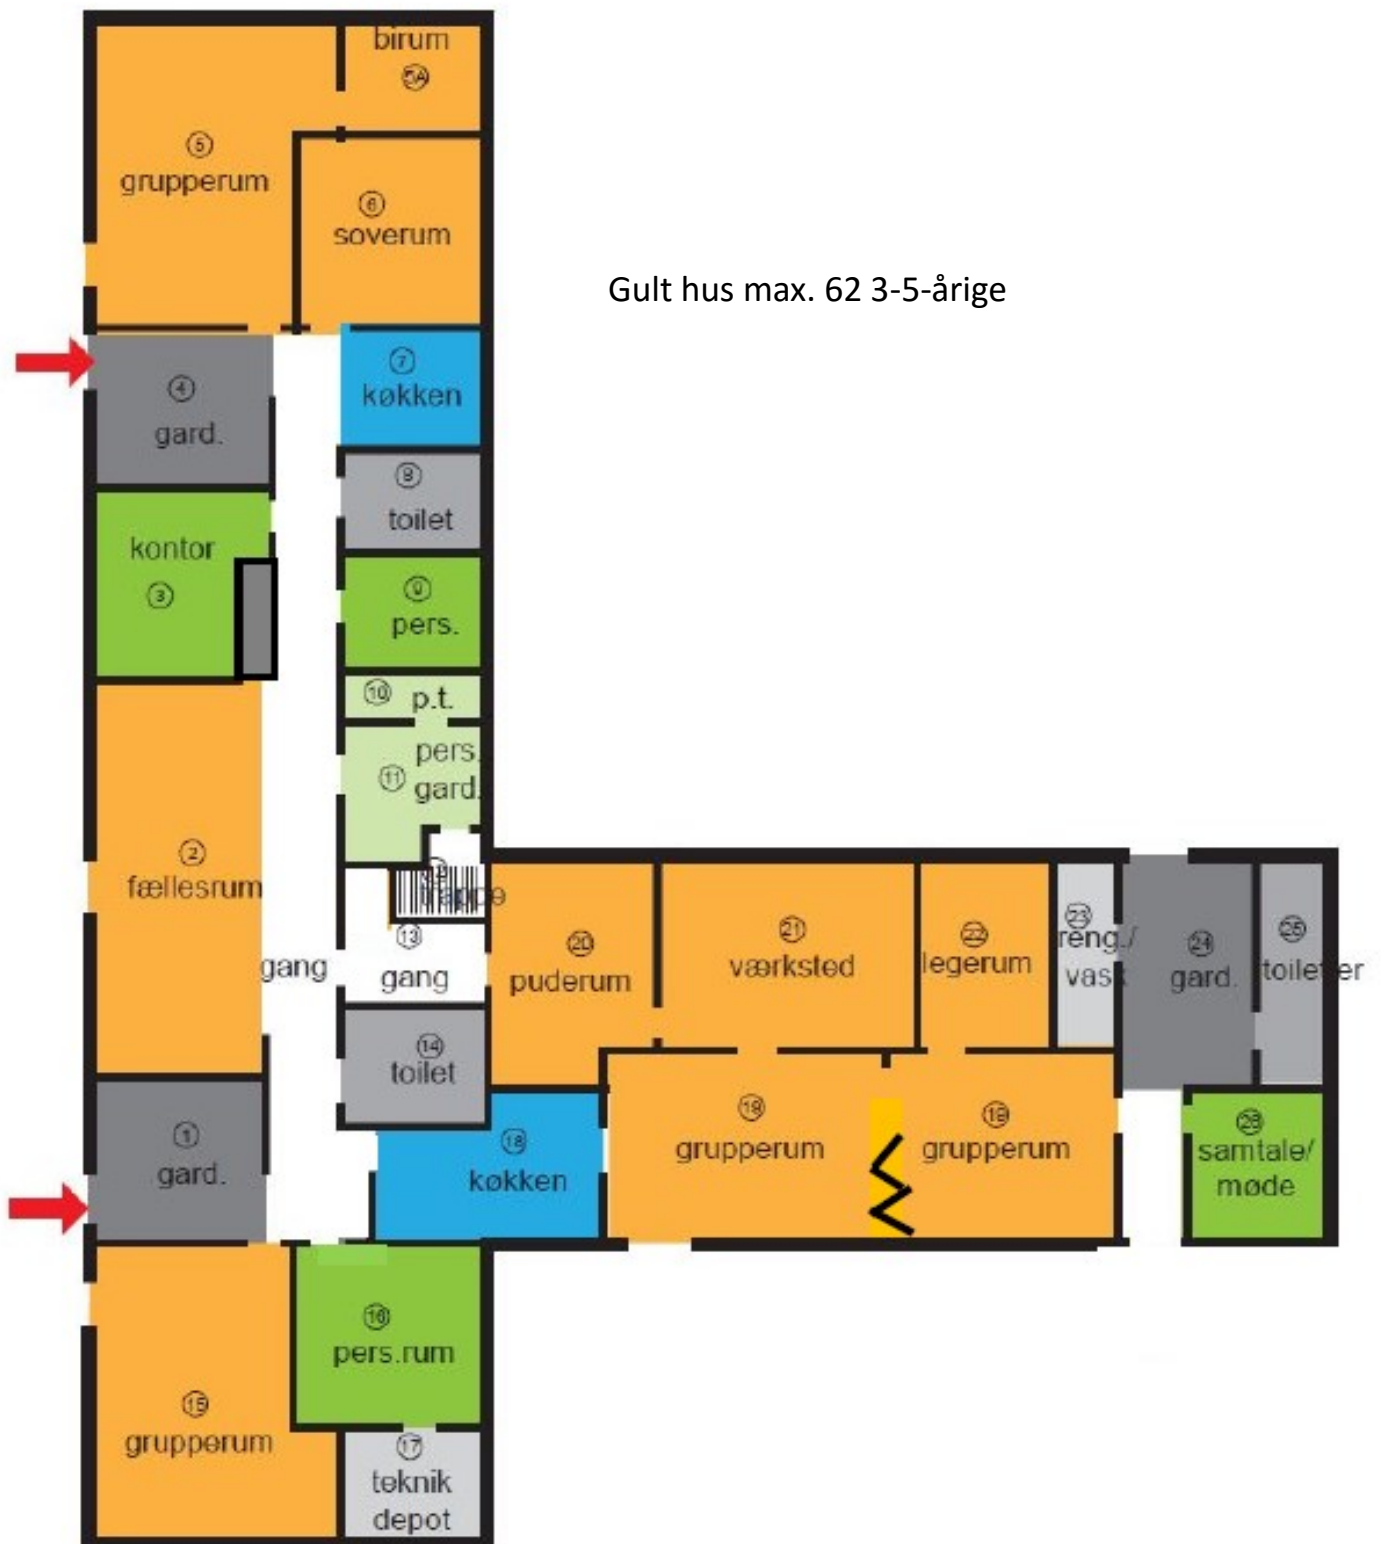 birum
5A
5
grupperum
6
soverum
Gult hus max. 62 3-5-årige
4
gard.
7
køkken
8
toilet
kontor
3
9
pers.
10 p.t.
11
pers.
gard.
2
fællesrum
12
trappe
13
gang
gang
14
toilet
20
puderum
21
værksted
22
legerum
23
reng./
vask
24
gard.
25
toiletter
1
gard.
18
køkken
19
grupperum
19
grupperum
26
samtale/
møde
15
grupperum
16
pers.rum
17
teknik
depot